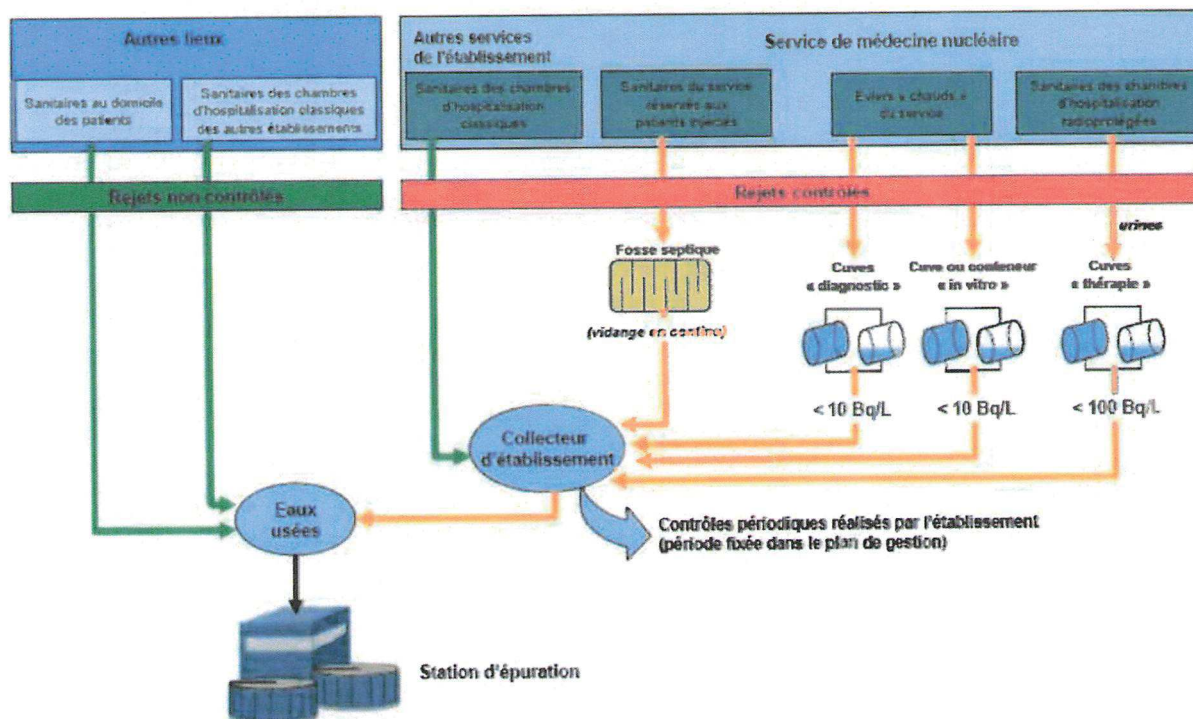 Autres lieux
Sanitaires au domicile
des patients
Sanitaires des chambres
d'hospitalisation classiques
des autres établissements
Autres services
de l'établissement
Service de médecine nucléaire
Sanitaires des chambres
d'hospitalisation
classiques
Sanitaires du service
réservés aux
patients injectés
Eviers « chauds »
du service
Sanitaires des chambres
d'hospitalisation
radioprotégées
Rejets non contrôlés
Rejets contrôlés
urines
Fosse septique
(vidange en continu)
Cuves
« diagnostic »
Cuve ou conteneur
« in vitro »
Cuves
« thérapie »
< 10 Bq/L
< 10 Bq/L
< 100 Bq/L
Collecteur
d'établissement
Eaux
usées
Contrôles périodiques réalisés par l'établissement
(période fixée dans le plan de gestion)
Station d'épuration